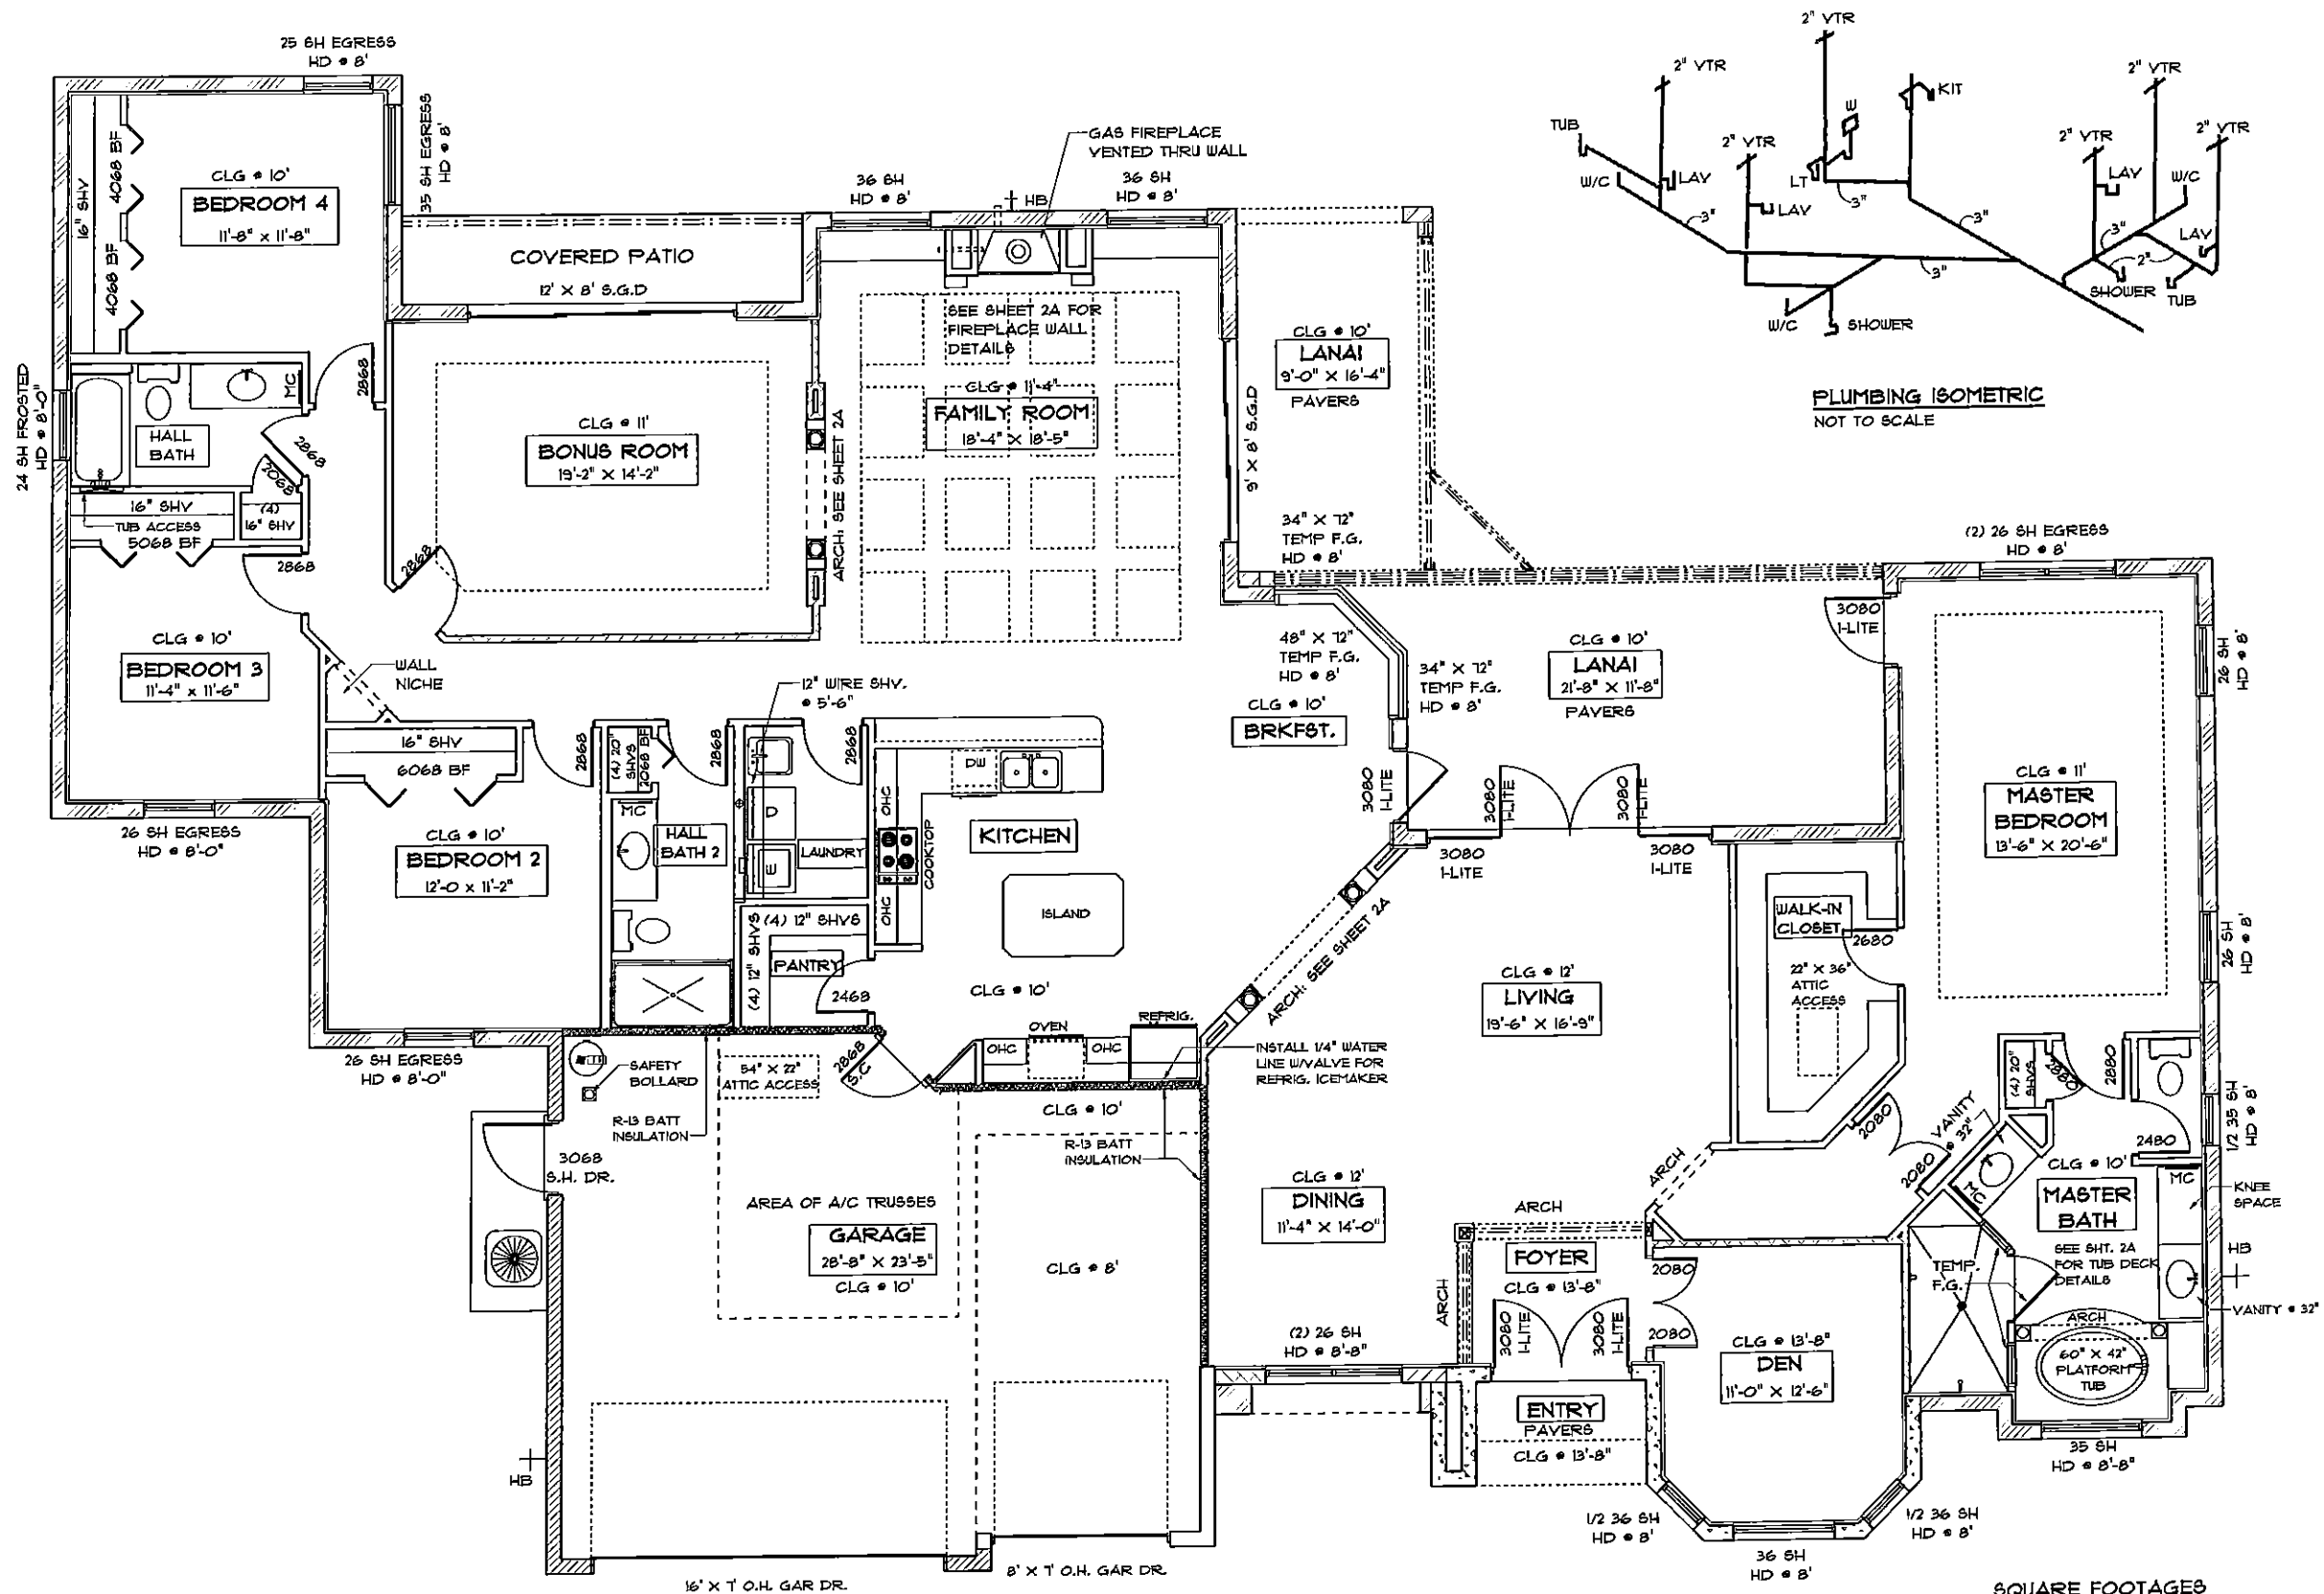 25 SH EGRESS
HD @ 8'
35 SH EGRESS
HD @ 8'
16" SHV
4068 BF
4068 BF
CLG @ 10'
BEDROOM 4
11'-8" x 11'-8"
COVERED PATIO
12' X 8' S.G.D
36 SH
HD @ 8'
HB
GAS FIREPLACE
VENTED THRU WALL
36 SH
HD @ 8'
SEE SHEET 2A FOR
FIREPLACE WALL
DETAILS
CLG @ 11'-4"
FAMILY ROOM
18'-4" X 18'-5"
9' X 8' S.G.D
CLG @ 10'
LANAI
9'-0" X 16'-4"
PAVERS
34" X 72"
TEMP F.G.
HD @ 8'
2" VTR
2" VTR
2" VTR
2" VTR
2" VTR
2" VTR
TUB
W/C
LAV
LAV
LT
W
KIT
LAV
W/C
LAV
3"
3"
3"
3"
3"
2"
W/C
SHOWER
SHOWER
TUB
PLUMBING ISOMETRIC
NOT TO SCALE
24 SH FROSTED
HD @ 8'-0"
HALL
BATH
MC
2868
2868
2068
16" SHV
(4)
16" SHV
TUB ACCESS
5068 BF
2868
CLG @ 11'
BONUS ROOM
19'-2" X 14'-2"
ARCH: SEE SHEET 2A
2868
CLG @ 10'
BEDROOM 3
11'-4" x 11'-6"
WALL
NICHE
26 SH EGRESS
HD @ 8'-0"
16" SHV
6068 BF
2868
CLG @ 10'
BEDROOM 2
12'-0 x 11'-2"
26 SH EGRESS
HD @ 8'-0"
(4) 20"
SHVS
2068 BF
2868
MC
HALL
BATH 2
12" WIRE SHV.
@ 5'-6"
2868
D
W
LAUNDRY
(4) 12" SHVS
(4) 12" SHVS
PANTRY
2468
OHC
COOKTOP
OHC
DW
KITCHEN
ISLAND
CLG @ 10'
OVEN
REFRIG.
OHC
OHC
INSTALL 1/4" WATER
LINE W/VALVE FOR
REFRIG. ICEMAKER
48" X 72"
TEMP F.G.
HD @ 8'
CLG @ 10'
BRKFST.
34" X 72"
TEMP F.G.
HD @ 8'
CLG @ 10'
LANAI
21'-8" X 11'-8"
PAVERS
3080
1-LITE
3080
1-LITE
3080
1-LITE
3080
1-LITE
3080
1-LITE
3080
1-LITE
ARCH: SEE SHEET 2A
(2) 26 SH EGRESS
HD @ 8'
26 SH
HD @ 8'
CLG @ 11'
MASTER
BEDROOM
13'-6" X 20'-6"
26 SH
HD @ 8'
WALK-IN
CLOSET
2680
22" X 36"
ATTIC
ACCESS
CLG @ 12'
LIVING
19'-6" X 16'-9"
CLG @ 12'
DINING
11'-4" X 14'-0"
SAFETY
BOLLARD
54" X 22"
ATTIC ACCESS
2868
S.C
R-13 BATT
INSULATION
CLG @ 10'
R-13 BATT
INSULATION
3068
S.H. DR.
AREA OF A/C TRUSSES
GARAGE
28'-8" X 23'-5"
CLG @ 10'
CLG @ 8'
HB
16' X 7' O.H. GAR DR.
8' X 7' O.H. GAR DR.
(2) 26 SH
HD @ 8'-8"
ARCH
ARCH
ARCH
FOYER
CLG @ 13'-8"
3080
1-LITE
3080
1-LITE
ENTRY
PAVERS
CLG @ 13'-8"
2080
2080
CLG @ 13'-8"
DEN
11'-0" X 12'-6"
1/2 36 SH
HD @ 8'
36 SH
HD @ 8'
1/2 36 SH
HD @ 8'
2080
2080
VANITY
@ 32"
(4) 20"
SHVS
2880
2480
1/2 35 SH
HD @ 8'
MC
CLG @ 10'
MASTER
BATH
MC
KNEE
SPACE
HB
SEE SHT. 2A
FOR TUB DECK
DETAILS
TEMP.
F.G.
VANITY @ 32"
ARCH
60" X 42"
PLATFORM
TUB
35 SH
HD @ 8'-8"
SQUARE FOOTAGES